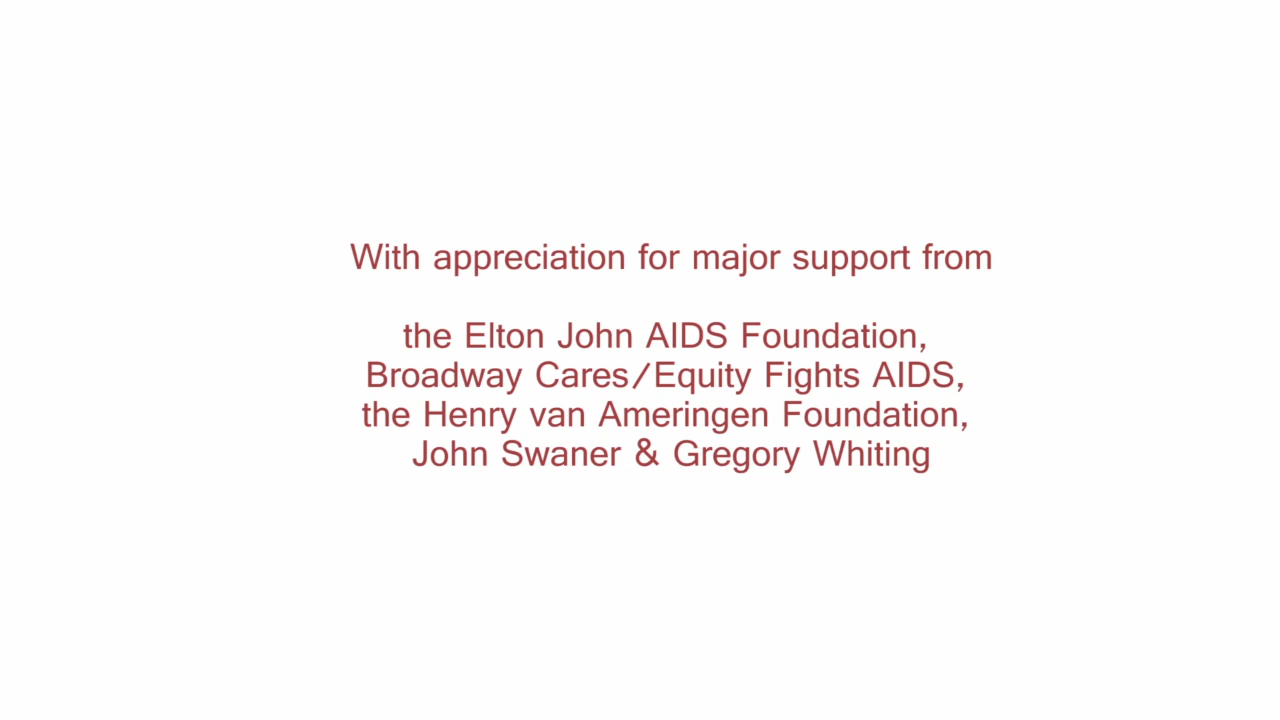 With appreciation for major support from
the Elton John AIDS Foundation,
Broadway Cares/Equity Fights AIDS,
the Henry van Ameringen Foundation,
John Swaner & Gregory Whiting